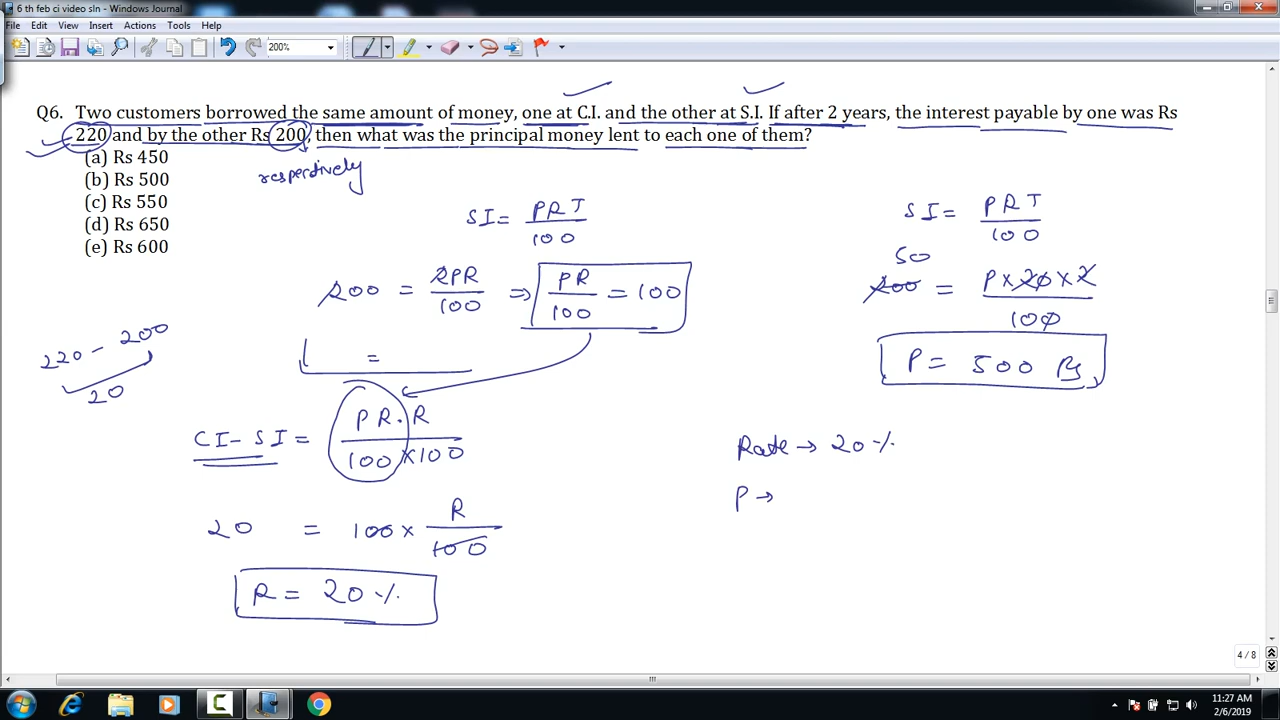 6 th feb ci video sln - Windows Journal
File Edit View Insert Actions Tools Help
200%
Q6. Two customers borrowed the same amount of money, one at C.I. and the other at S.I. If after 2 years, the interest payable by one was Rs
220 and by the other Rs 200, then what was the principal money lent to each one of them?
(a) Rs 450
(b) Rs 500
(c) Rs 550
(d) Rs 650
(e) Rs 600
respectively
SI = PRT/100
200 = 2PR/100 ⇒ PR/100 = 100
=
220 - 200
20
CI - SI = PR·R/100×100
20 = 100 × R/100
R = 20 %
SI = PRT/100
50
200 = P×20×2/100
P = 500 Rs
Rate → 20 %
P →
4 / 8
11:27 AM
2/6/2019